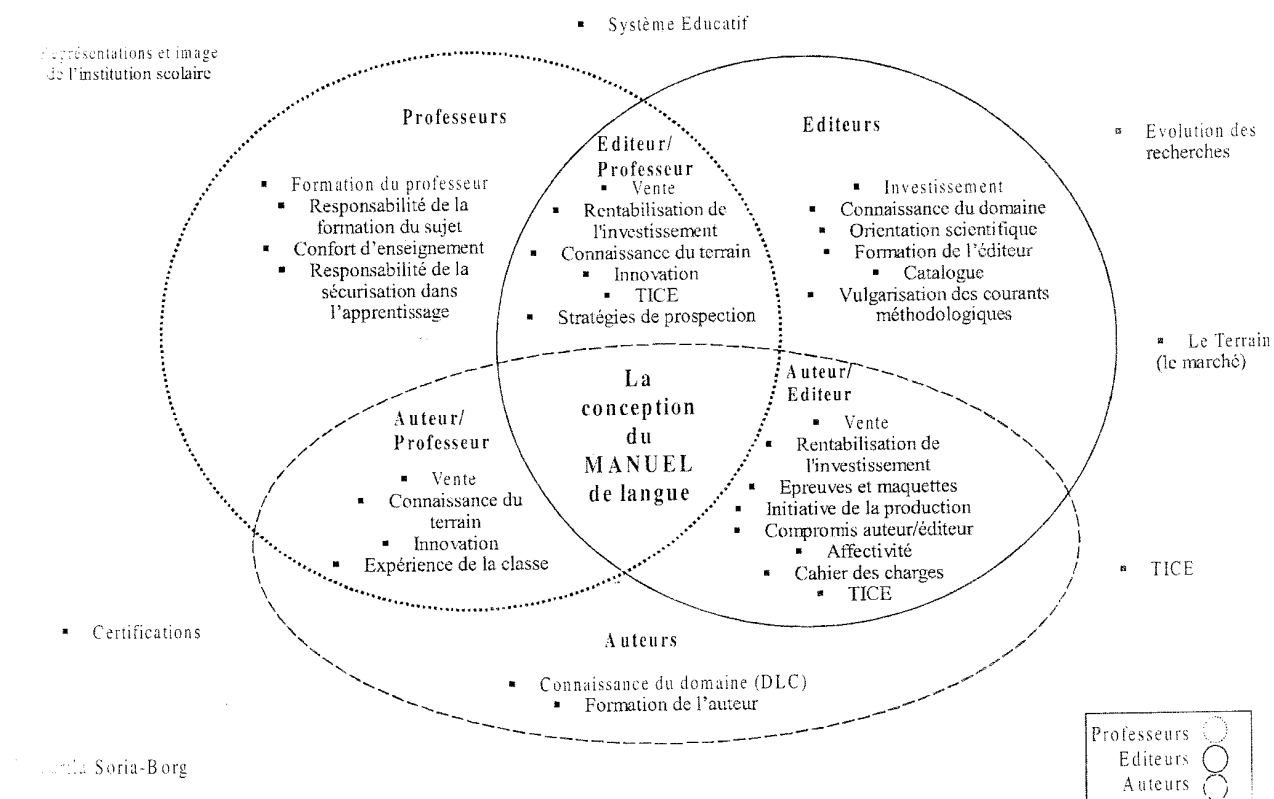 ▪ Système Educatif
et image
de l'institution scolaire
Professeurs
▪ Formation du professeur
▪ Responsabilité de la
formation du sujet
▪ Confort d'enseignement
▪ Responsabilité de la
sécurisation dans
l'apprentissage
Editeur/
Professeur
▪ Vente
▪ Rentabilisation de
l'investissement
▪ Connaissance du terrain
▪ Innovation
▪ TICE
▪ Stratégies de prospection
Editeurs
▪ Investissement
▪ Connaissance du domaine
▪ Orientation scientifique
▪ Formation de l'éditeur
▪ Catalogue
▪ Vulgarisation des courants
méthodologiques
▪ Evolution des
recherches
▪ Le Terrain
(le marché)
La
conception
du
MANUEL
de langue
Auteur/
Professeur
▪ Vente
▪ Connaissance du
terrain
▪ Innovation
▪ Expérience de la classe
Auteur/
Editeur
▪ Vente
▪ Rentabilisation de
l'investissement
▪ Epreuves et maquettes
▪ Initiative de la production
▪ Compromis auteur/éditeur
▪ Affectivité
▪ Cahier des charges
▪ TICE
▪ TICE
▪ Certifications
Auteurs
▪ Connaissance du domaine (DLC)
▪ Formation de l'auteur
Soria-Borg
Professeurs
Editeurs
Auteurs